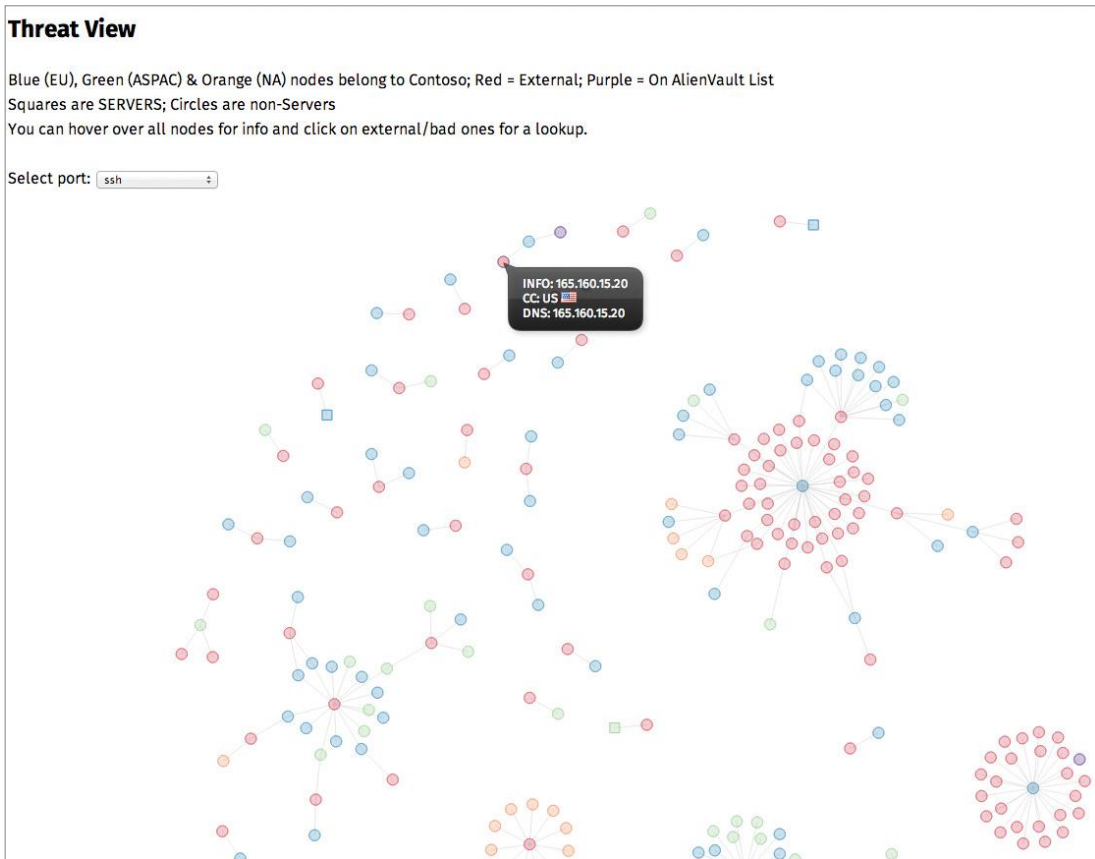 Threat View
Blue (EU), Green (ASPAC) & Orange (NA) nodes belong to Contoso; Red = External; Purple = On AlienVault List
Squares are SERVERS; Circles are non-Servers
You can hover over all nodes for info and click on external/bad ones for a lookup.
Select port: ssh
INFO: 165.160.15.20
CC: US
DNS: 165.160.15.20